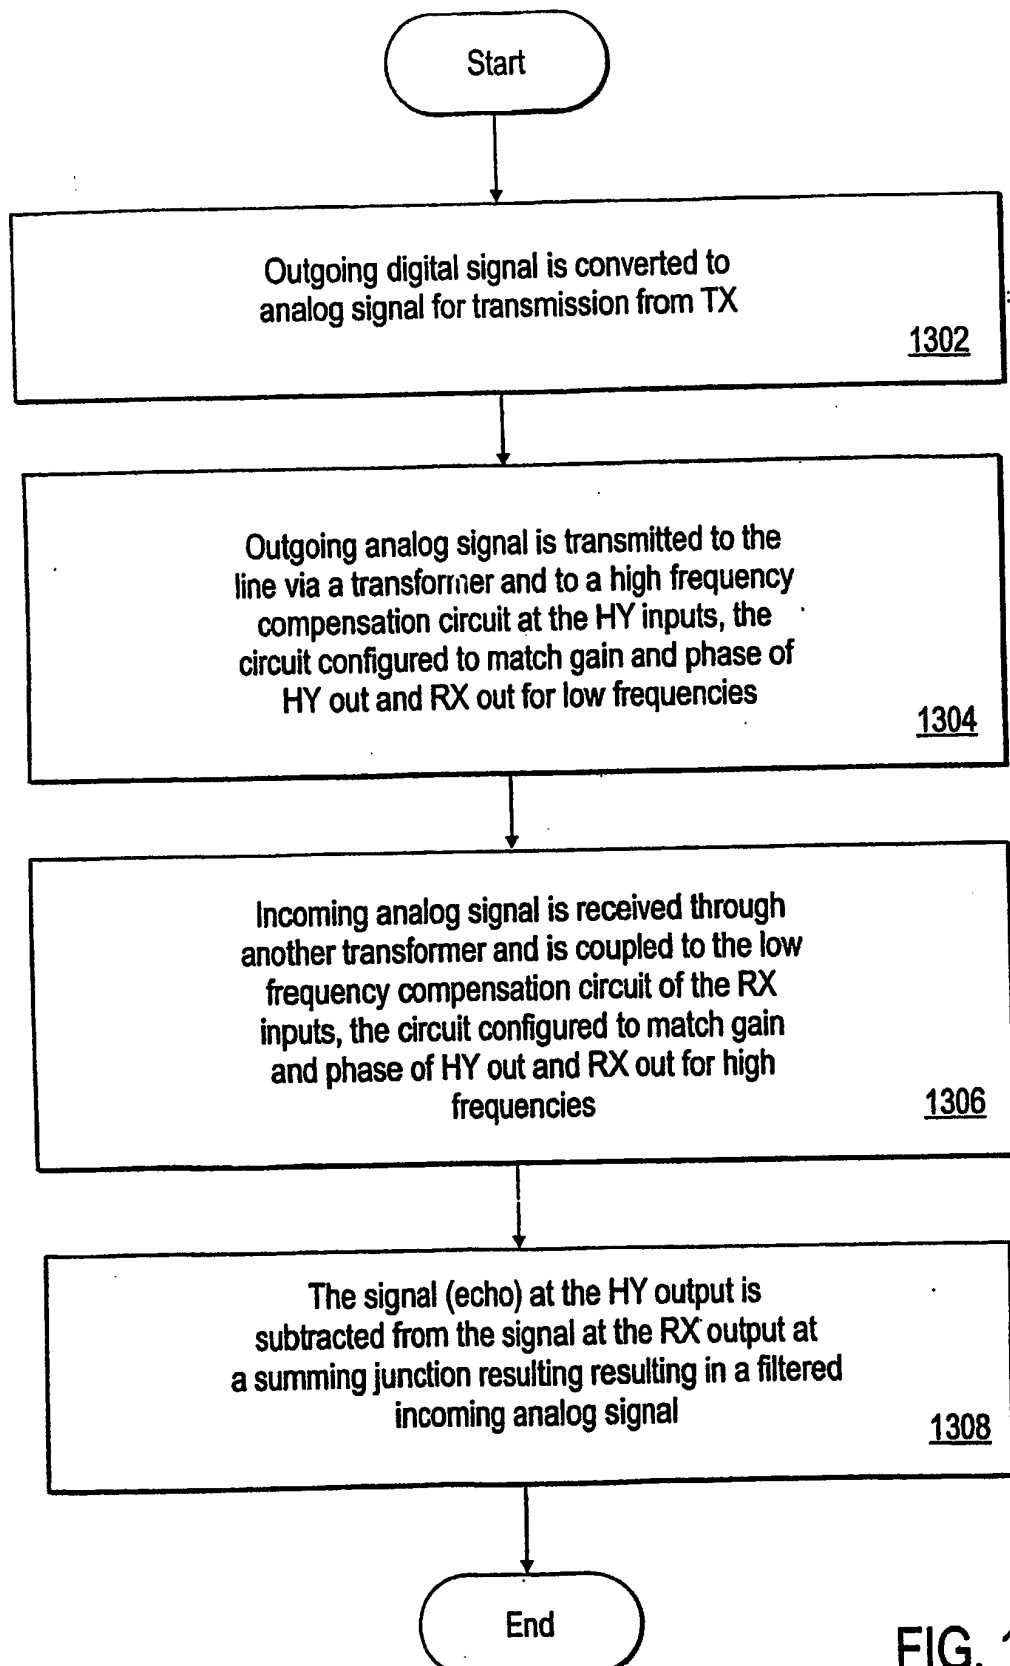 Start
Outgoing digital signal is converted to
analog signal for transmission from TX
1302
Outgoing analog signal is transmitted to the
line via a transformer and to a high frequency
compensation circuit at the HY inputs, the
circuit configured to match gain and phase of
HY out and RX out for low frequencies
1304
Incoming analog signal is received through
another transformer and is coupled to the low
frequency compensation circuit of the RX
inputs, the circuit configured to match gain
and phase of HY out and RX out for high
frequencies
1306
The signal (echo) at the HY output is
subtracted from the signal at the RX output at
a summing junction resulting resulting in a filtered
incoming analog signal
1308
End
FIG.